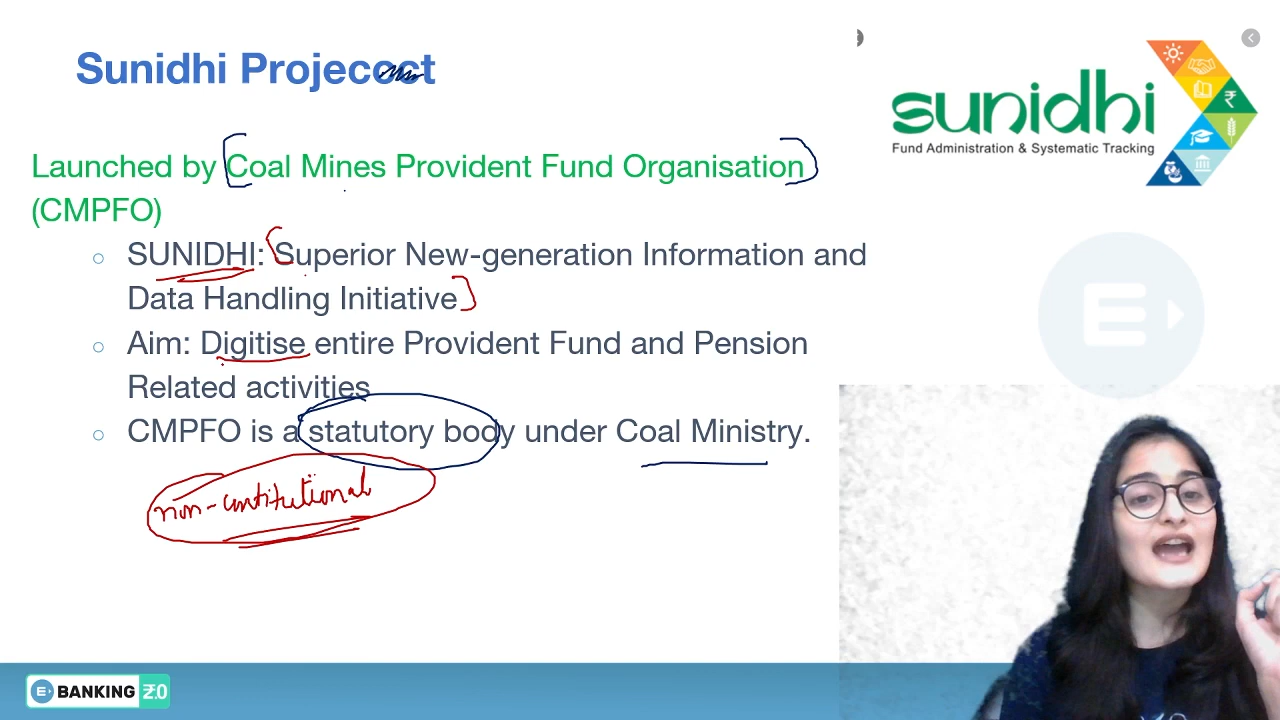 Sunidhi Projecoct
sunidhi
Fund Administration & Systematic Tracking
Launched by Coal Mines Provident Fund Organisation
(CMPFO)
○ SUNIDHI: Superior New-generation Information and
Data Handling Initiative
○ Aim: Digitise entire Provident Fund and Pension
Related activities
○ CMPFO is a statutory body under Coal Ministry.
non-contitutional
E BANKING 2.0